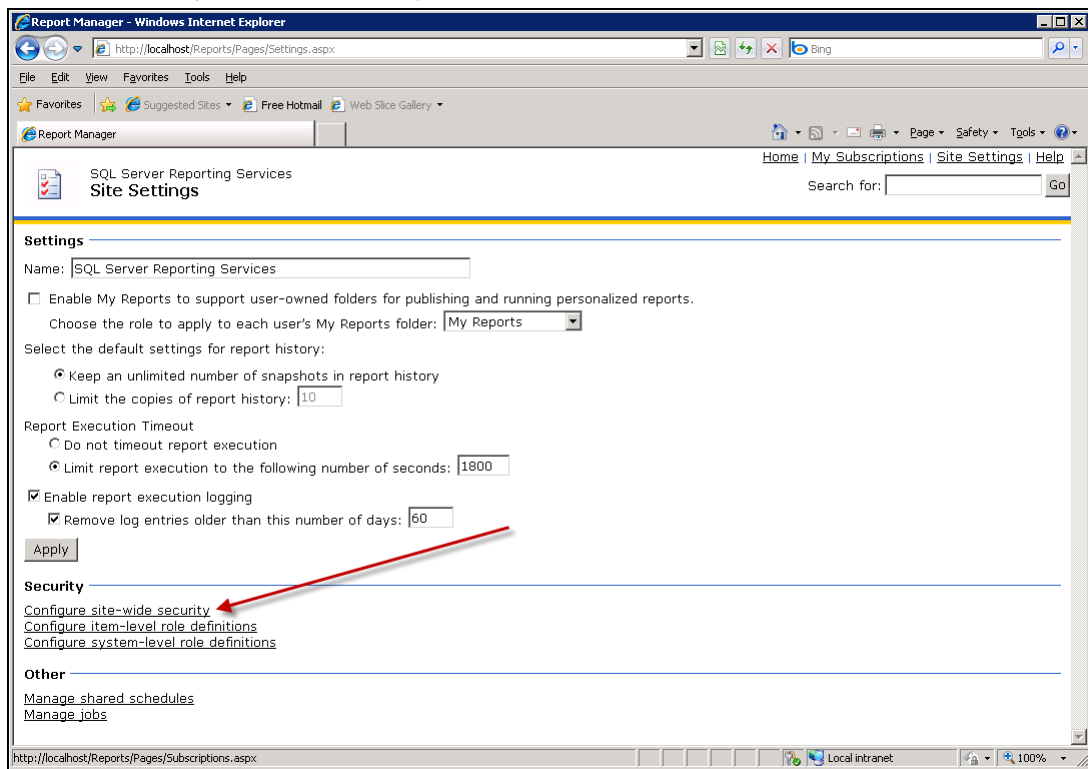 Report Manager - Windows Internet Explorer
http://localhost/Reports/Pages/Settings.aspx
Bing
File Edit View Favorites Tools Help
Favorites Suggested Sites Free Hotmail Web Slice Gallery
Report Manager Page Safety Tools
Home | My Subscriptions | Site Settings | Help
SQL Server Reporting Services
Site Settings
Search for: Go
Settings
Name: SQL Server Reporting Services
Enable My Reports to support user-owned folders for publishing and running personalized reports.
Choose the role to apply to each user's My Reports folder: My Reports
Select the default settings for report history:
Keep an unlimited number of snapshots in report history
Limit the copies of report history: 10
Report Execution Timeout
Do not timeout report execution
Limit report execution to the following number of seconds: 1800
Enable report execution logging
Remove log entries older than this number of days: 60
Apply
Security
Configure site-wide security
Configure item-level role definitions
Configure system-level role definitions
Other
Manage shared schedules
Manage jobs
http://localhost/Reports/Pages/Subscriptions.aspx Local intranet 100%